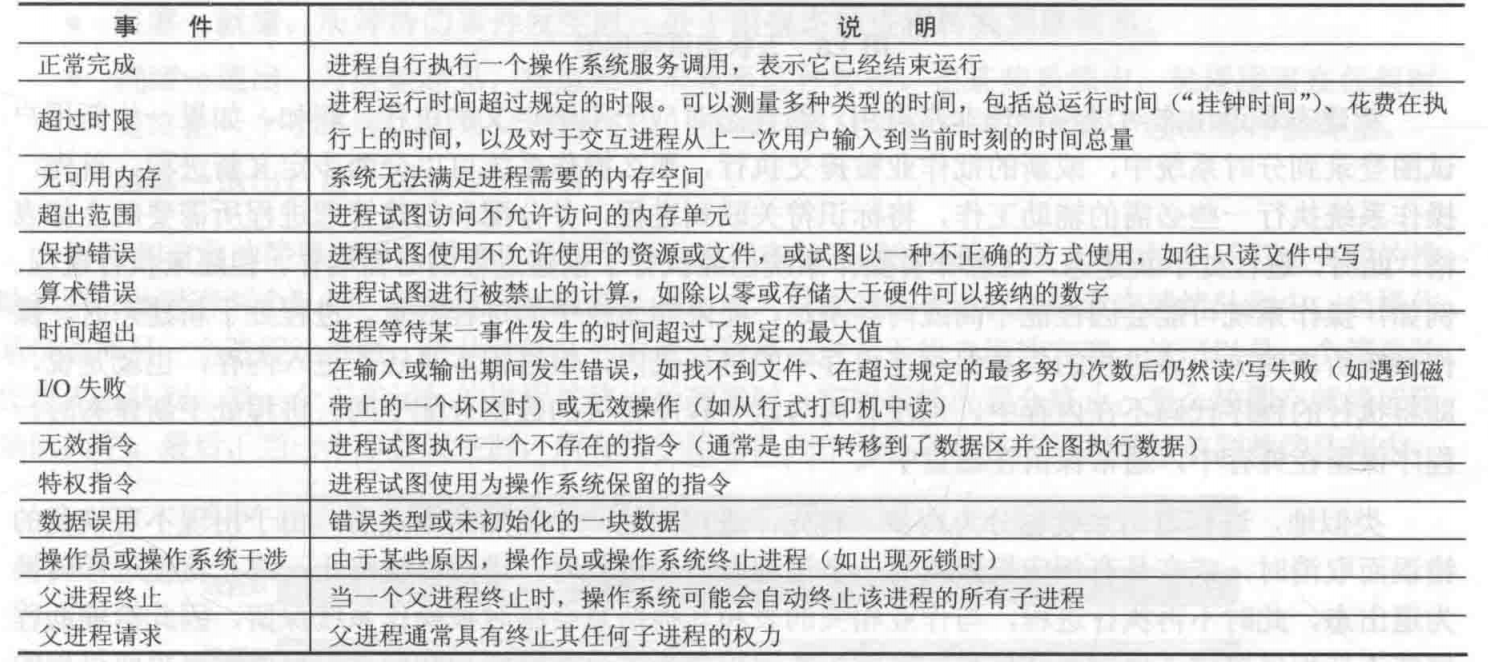 事 件 说 明
正常完成 进程自行执行一个操作系统服务调用，表示它已经结束运行
超过时限 进程运行时间超过规定的时限。可以测量多种类型的时间，包括总运行时间（“挂钟时间”）、花费在执
行上的时间，以及对于交互进程从上一次用户输入到当前时刻的时间总量
无可用内存 系统无法满足进程需要的内存空间
超出范围 进程试图访问不允许访问的内存单元
保护错误 进程试图使用不允许使用的资源或文件，或试图以一种不正确的方式使用，如往只读文件中写
算术错误 进程试图进行被禁止的计算，如除以零或存储大于硬件可以接纳的数字
时间超出 进程等待某一事件发生的时间超过了规定的最大值
I/O 失败 在输入或输出期间发生错误，如找不到文件、在超过规定的最多努力次数后仍然读/写失败（如遇到磁
带上的一个坏区时）或无效操作（如从行式打印机中读）
无效指令 进程试图执行一个不存在的指令（通常是由于转移到了数据区并企图执行数据）
特权指令 进程试图使用为操作系统保留的指令
数据误用 错误类型或未初始化的一块数据
操作员或操作系统干涉 由于某些原因，操作员或操作系统终止进程（如出现死锁时）
父进程终止 当一个父进程终止时，操作系统可能会自动终止该进程的所有子进程
父进程请求 父进程通常具有终止其任何子进程的权力